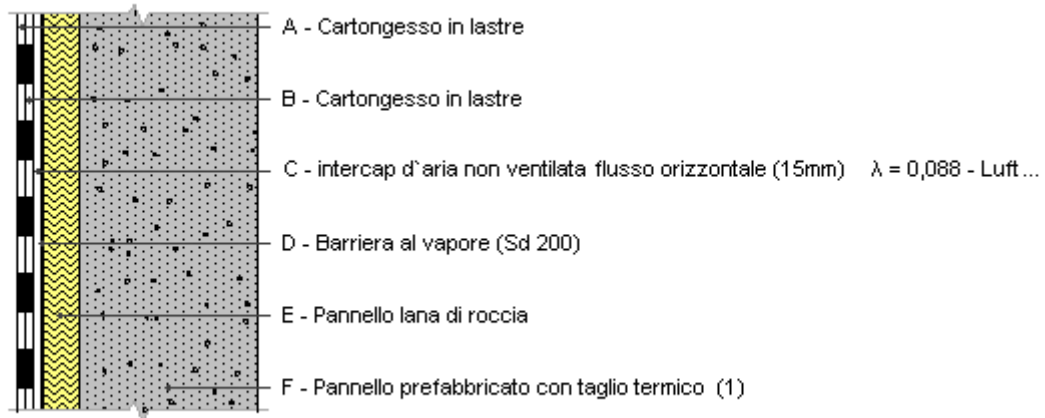 A - Cartongesso in lastre
B - Cartongesso in lastre
C - intercap d`aria non ventilata flusso orizzontale (15mm) λ = 0,088 - Luft ...
D - Barriera al vapore (Sd 200)
E - Pannello lana di roccia
F - Pannello prefabbricato con taglio termico (1)